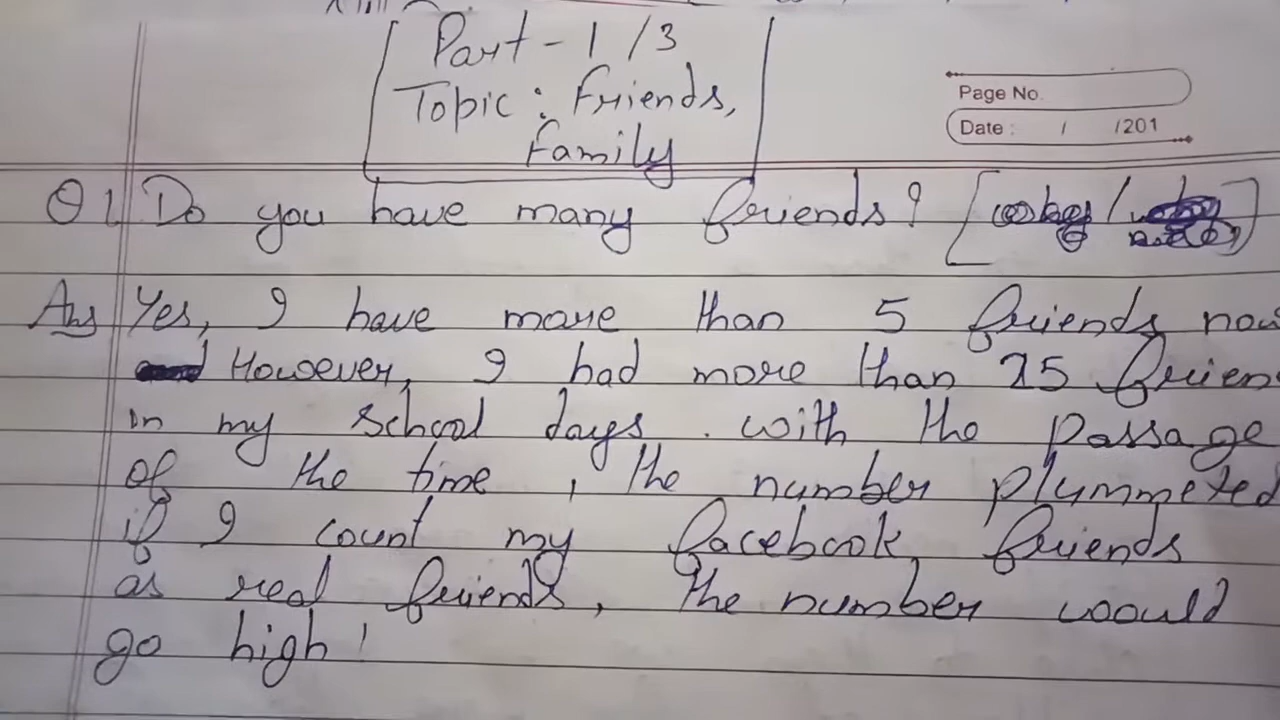 Part - 1/3
Topic: Friends,
Family
Page No.
Date: / /201
Q1. Do you have many friends?
Ans Yes, I have more than 5 friends now
However, I had more than 25 frien
in my school days. with the passage
of the time, the number plummeted
if I count my facebook friends
as real friends, the number would
go high!